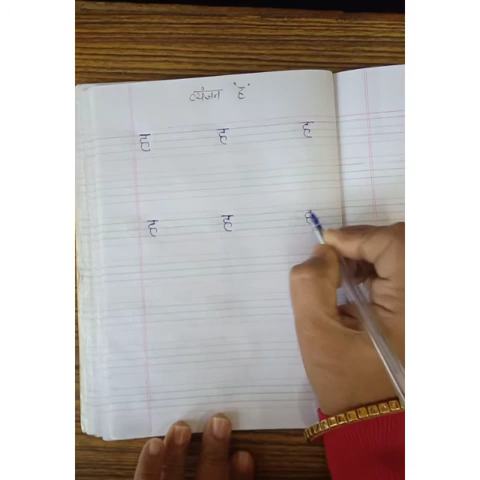 व्यंजन 'ह'
ह ह ह
ह ह ह